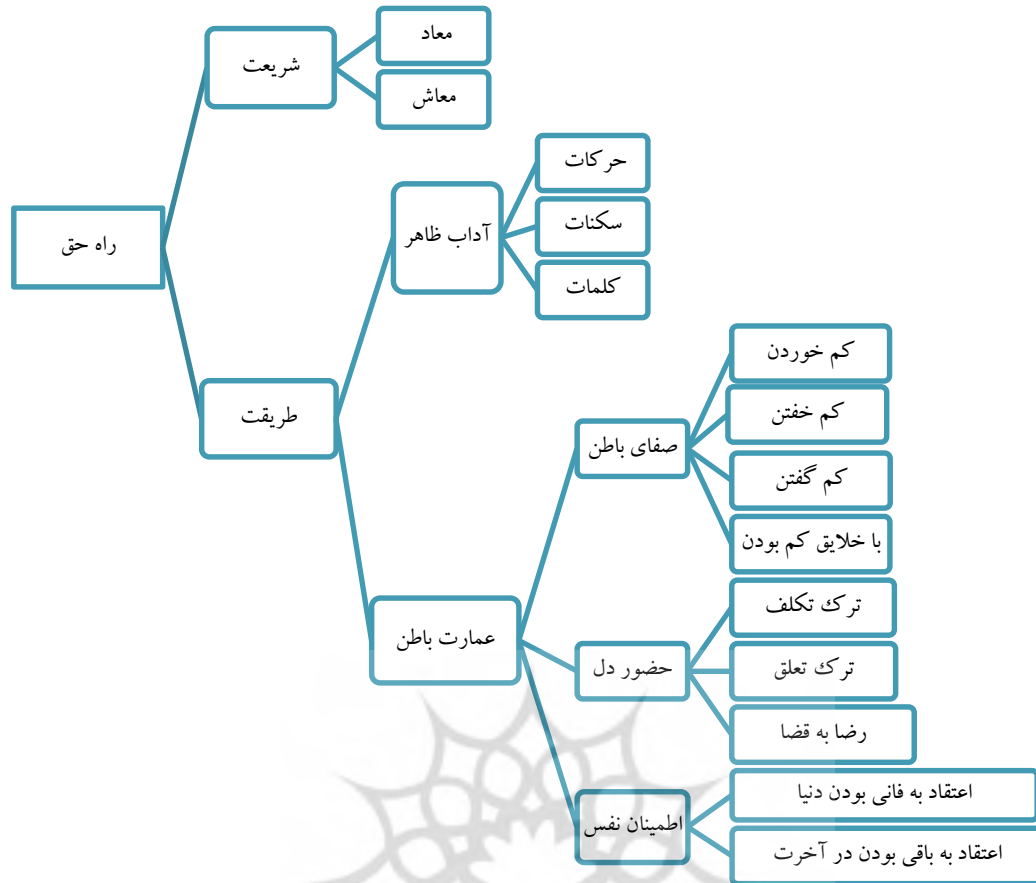 راه حق
شریعت
معاد
معاش
طریقت
آداب ظاهر
حرکات
سکنات
کلمات
عمارت باطن
صفای باطن
کم خوردن
کم خفتن
کم گفتن
با خلایق کم بودن
حضور دل
ترک تکلف
ترک تعلق
رضا به قضا
اطمینان نفس
اعتقاد به فانی بودن دنیا
اعتقاد به باقی بودن در آخرت